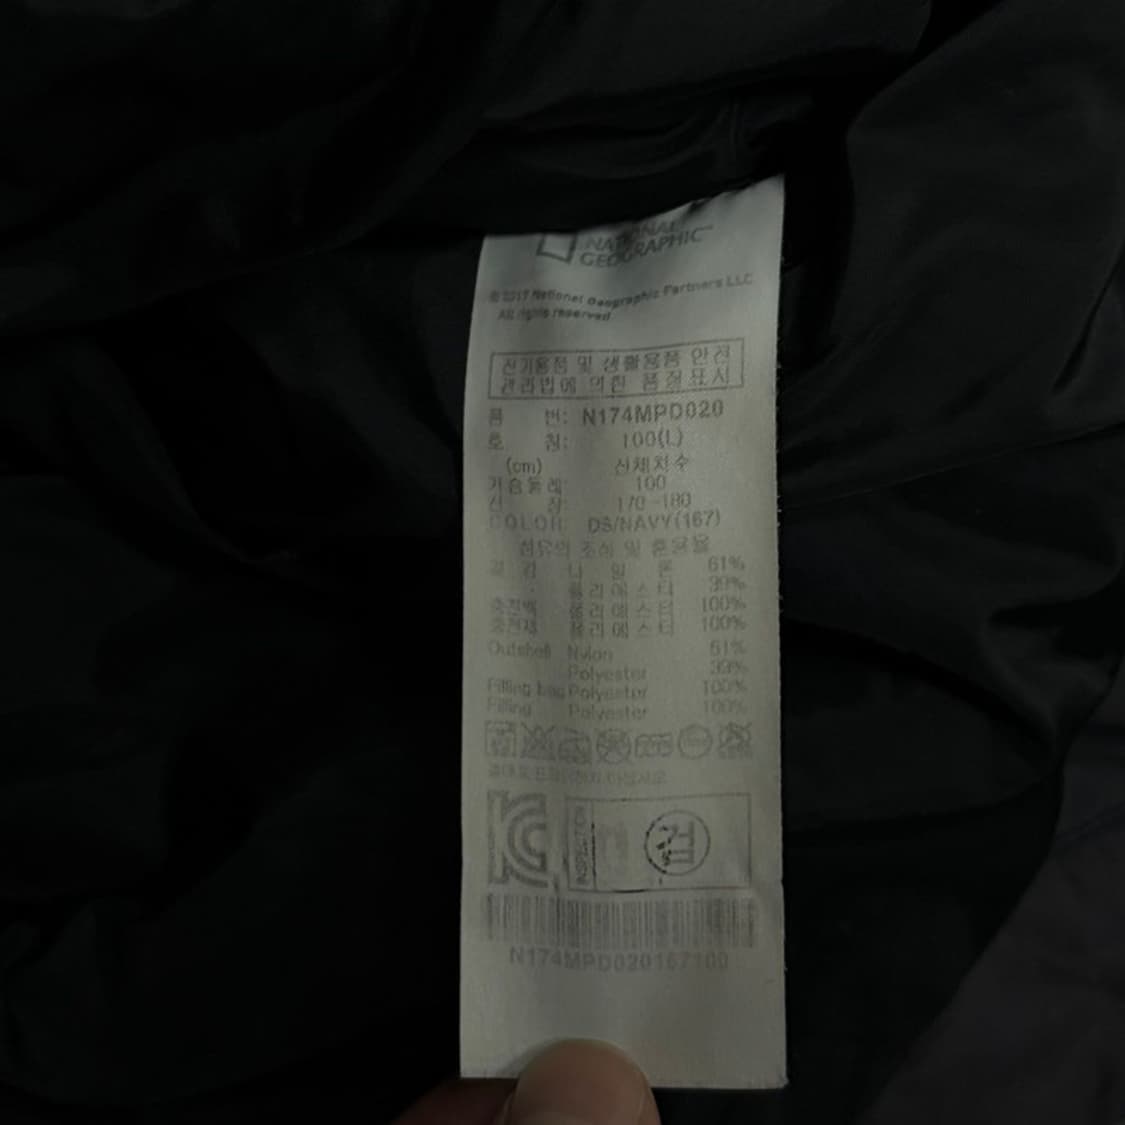 NATIONAL
GEOGRAPHIC
© 2017 National Geographic Partners LLC
All rights reserved
전기용품 및 생활용품 안전
관리법에 의한 품질표시
품 번: N174MPD020
호 칭: 100(L)
(cm) 신체치수
가슴둘레: 100
신 장: 170-180
COLOR: DS/NAVY(167)
섬유의 조성 및 혼용율
겉 감 나 일 론 61%
폴리에스터 39%
충전백 폴리에스터 100%
충전재 폴리에스터 100%
Outshell Nylon 61%
Polyester 39%
Filling bag Polyester 100%
Filling Polyester 100%
INSPECTION
검
N174MPD020167100